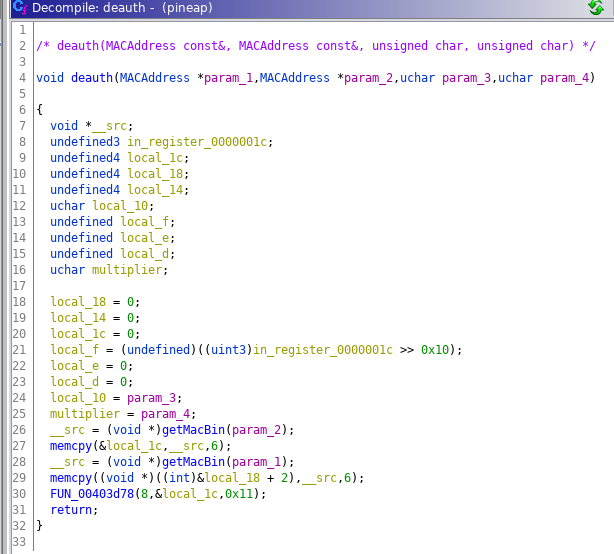 Decompile: deauth - (pineap)
1
2 /* deauth(MACAddress const&, MACAddress const&, unsigned char, unsigned char) */
3
4 void deauth(MACAddress *param_1,MACAddress *param_2,uchar param_3,uchar param_4)
5
6 {
7 void *__src;
8 undefined3 in_register_0000001c;
9 undefined4 local_1c;
10 undefined4 local_18;
11 undefined4 local_14;
12 uchar local_10;
13 undefined local_f;
14 undefined local_e;
15 undefined local_d;
16 uchar multiplier;
17
18 local_18 = 0;
19 local_14 = 0;
20 local_1c = 0;
21 local_f = (undefined)((uint3)in_register_0000001c >> 0x10);
22 local_e = 0;
23 local_d = 0;
24 local_10 = param_3;
25 multiplier = param_4;
26 __src = (void *)getMacBin(param_2);
27 memcpy(&local_1c,__src,6);
28 __src = (void *)getMacBin(param_1);
29 memcpy((void *)((int)&local_18 + 2),__src,6);
30 FUN_00403d78(8,&local_1c,0x11);
31 return;
32 }
33